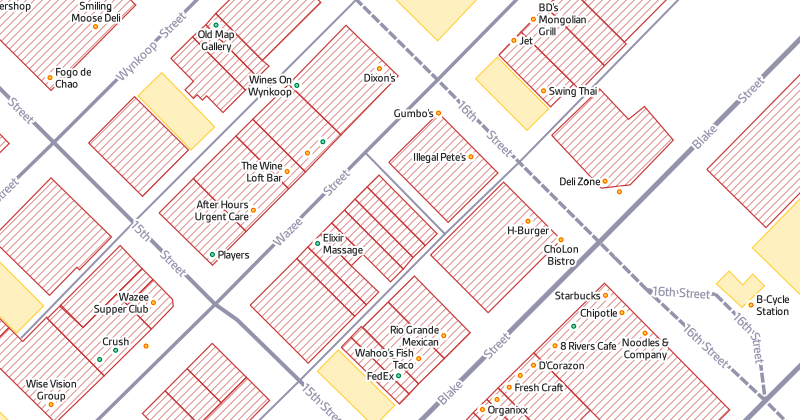 ershop
Smiling
Moose Deli
BD's
Mongolian
Grill
Old Map
Gallery
Jet
Wynkoop Street
Fogo de
Chao
Dixon's
Wines On
Wynkoop
Swing Thai
Street
Gumbo's
16th Street
Blake Street
Illegal Pete's
The Wine
Loft Bar
Deli Zone
Street
After Hours
Urgent Care
Wazee Street
15th Street
H-Burger
Elixir
Massage
Players
ChoLon
Bistro
Wazee
Supper Club
Starbucks
16th Street
B-Cycle
Station
Chipotle
16th Street
16th Street
Rio Grande
Mexican
Crush
8 Rivers Cafe
Noodles &
Company
Wahoo's Fish
Taco
D'Corazon
FedEx
Wise Vision
Group
Fresh Craft
Blake Street
15th Street
Organixx